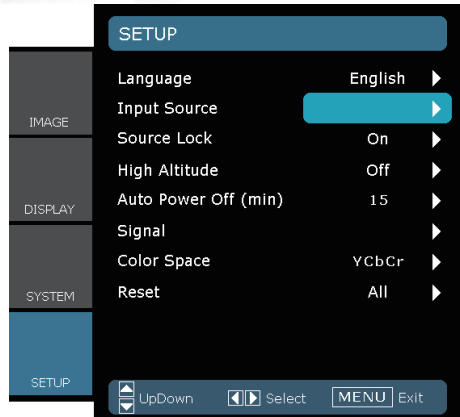 SETUP
Language English
Input Source
Source Lock On
High Altitude Off
Auto Power Off (min) 15
Signal
Color Space YCbCr
Reset All
IMAGE
DISPLAY
SYSTEM
SETUP
UpDown Select MENU Exit